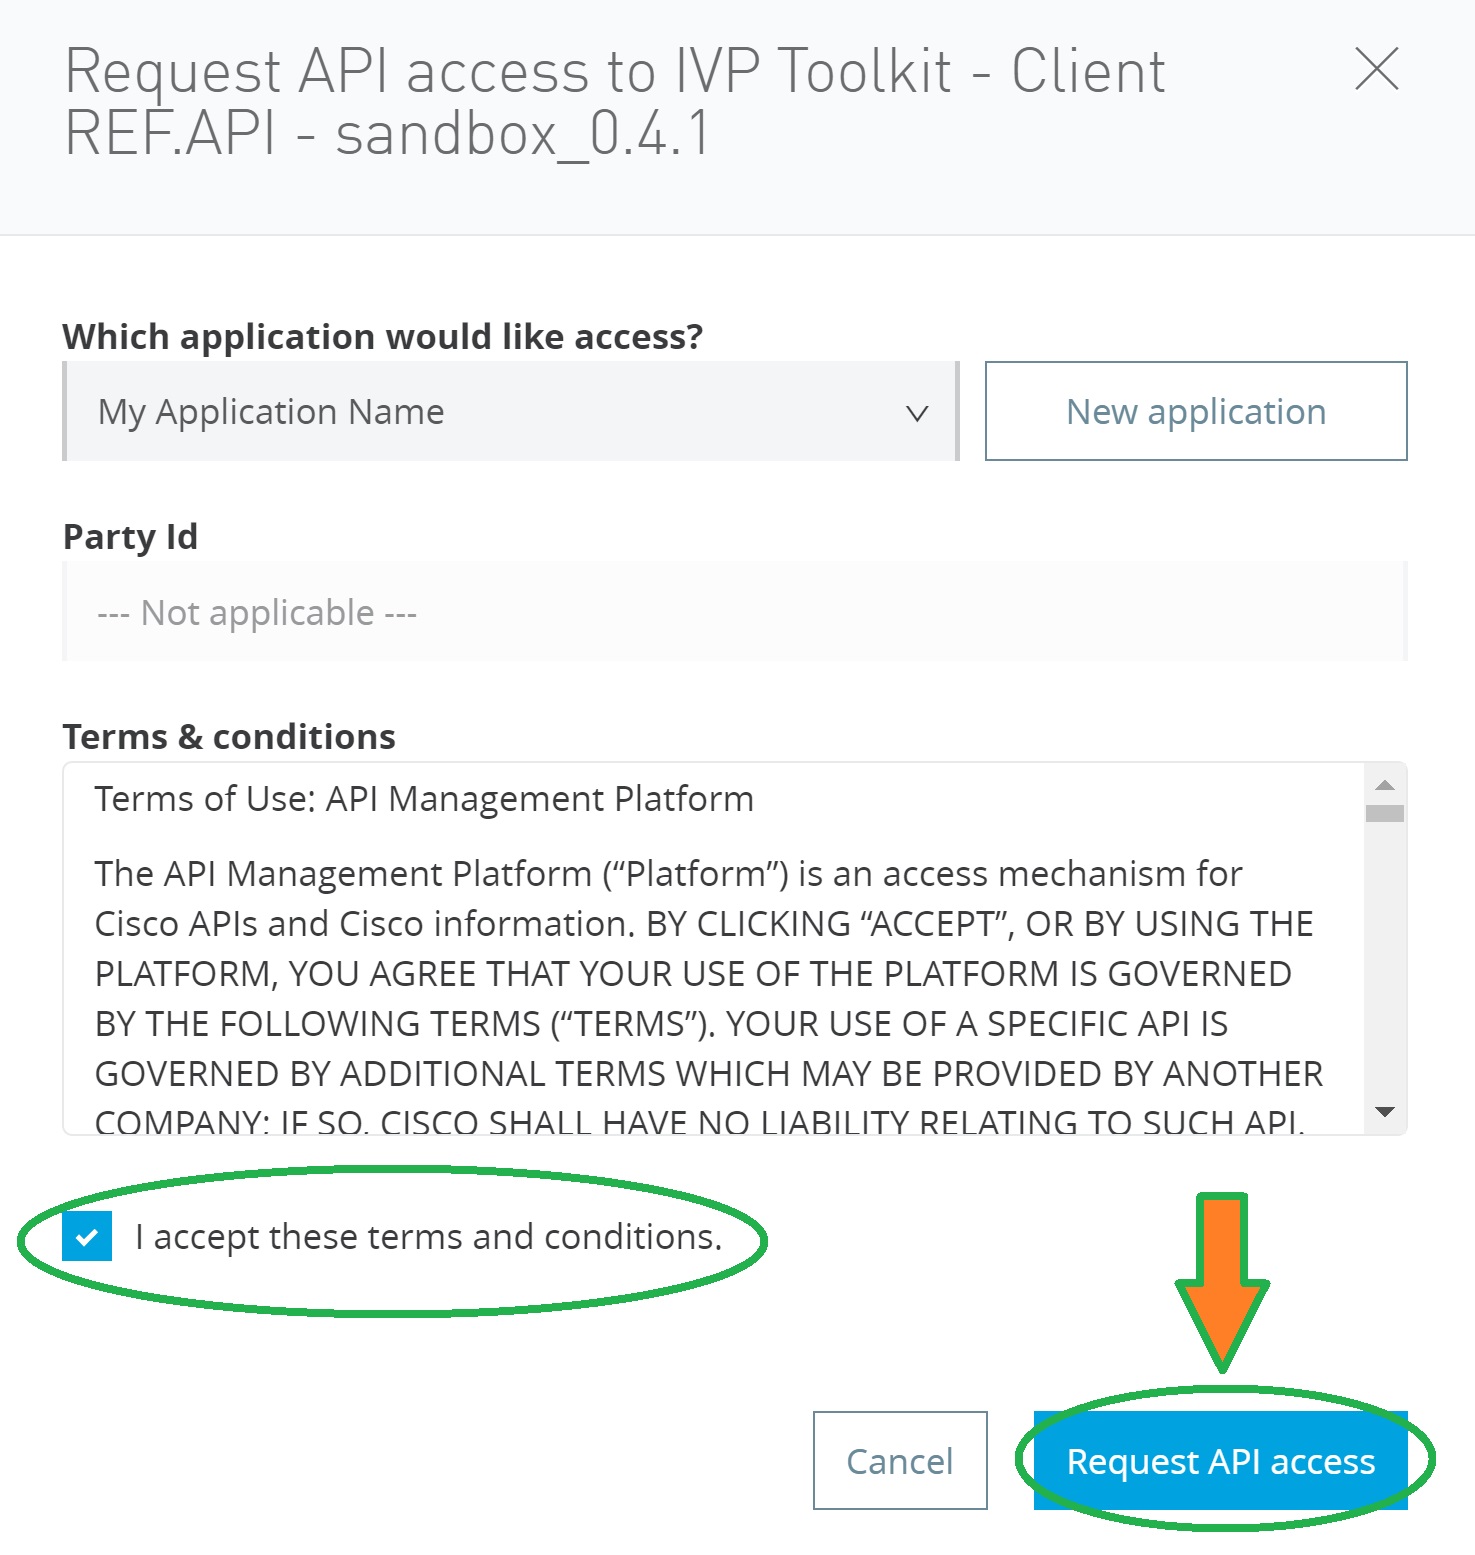 Request API access to IVP Toolkit - Client
REF.API - sandbox_0.4.1
Which application would like access?
My Application Name
New application
Party Id
--- Not applicable ---
Terms & conditions
Terms of Use: API Management Platform
The API Management Platform (“Platform”) is an access mechanism for
Cisco APIs and Cisco information. BY CLICKING “ACCEPT”, OR BY USING THE
PLATFORM, YOU AGREE THAT YOUR USE OF THE PLATFORM IS GOVERNED
BY THE FOLLOWING TERMS (“TERMS”). YOUR USE OF A SPECIFIC API IS
GOVERNED BY ADDITIONAL TERMS WHICH MAY BE PROVIDED BY ANOTHER
COMPANY; IF SO, CISCO SHALL HAVE NO LIABILITY RELATING TO SUCH API.
I accept these terms and conditions.
Cancel
Request API access